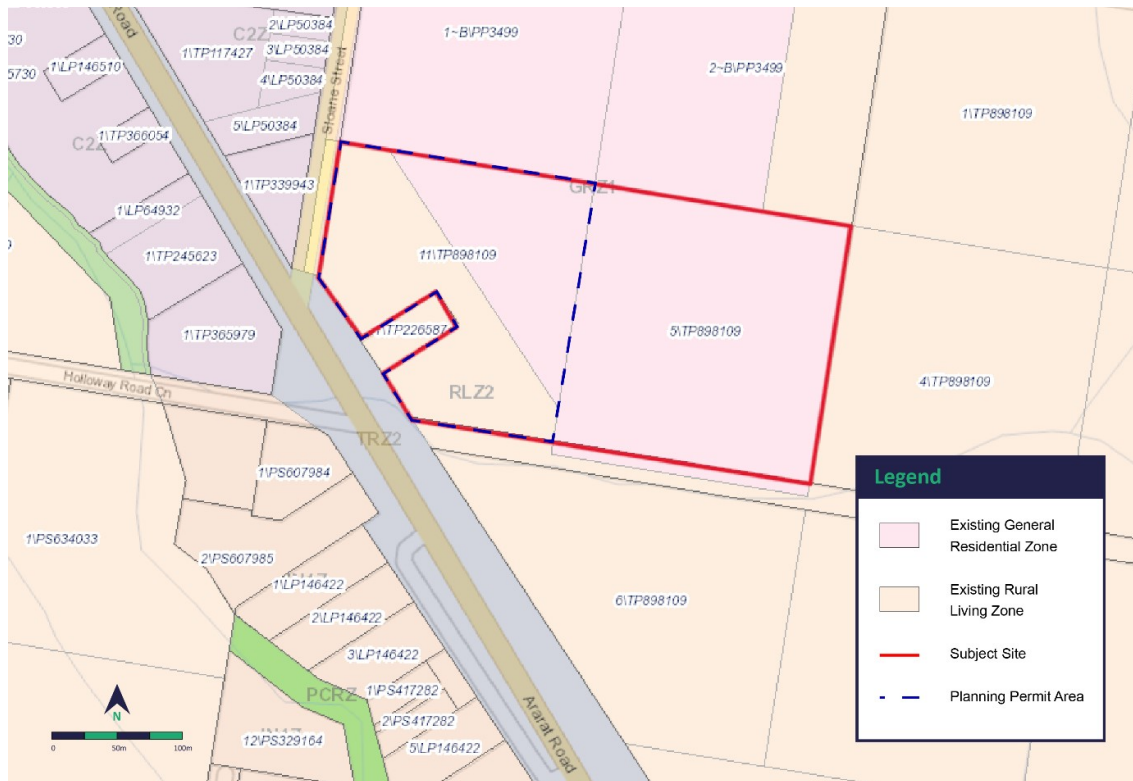 Road
2\LP50384
1~B\PP3499
C2Z
1\TP117427
3\LP50384
1\LP146510
2~B\PP3499
4\LP50384
Sloane Street
5730
1\TP898109
5\LP50384
1\TP366054
C2Z
1\TP339943
GRZ1
1\LP64932
11\TP898109
1\TP245623
1\TP226587
5\TP898109
1\TP365979
Holloway Road Cn
RLZ2
4\TP898109
TRZ2
1\PS607984
1\PS634033
2\PS607985
1\LP146422
6\TP898109
2\LP146422
3\LP146422
PCRZ
1\PS417282
2\PS417282
12\PS329164
5\LP146422
Ararat Road
N
0 50m 100m
Legend
Existing General
Residential Zone
Existing Rural
Living Zone
Subject Site
Planning Permit Area